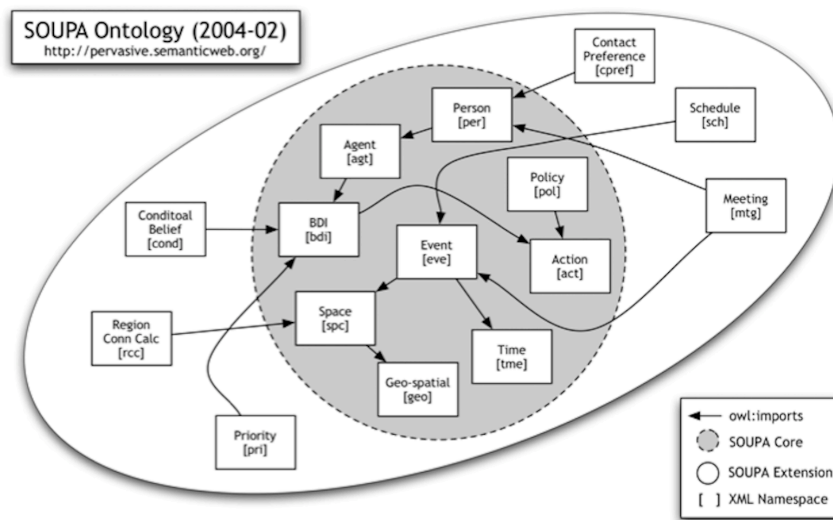 SOUPA Ontology (2004-02)
http://pervasive.semanticweb.org/
Contact
Preference
[cpref]
Person
[per]
Schedule
[sch]
Agent
[agt]
Policy
[pol]
Meeting
[mtg]
Conditoal
Belief
[cond]
BDI
[bdi]
Event
[eve]
Action
[act]
Region
Conn Calc
[rcc]
Space
[spc]
Time
[tme]
Geo-spatial
[geo]
Priority
[pri]
owl:imports
SOUPA Core
SOUPA Extension
[ ] XML Namespace